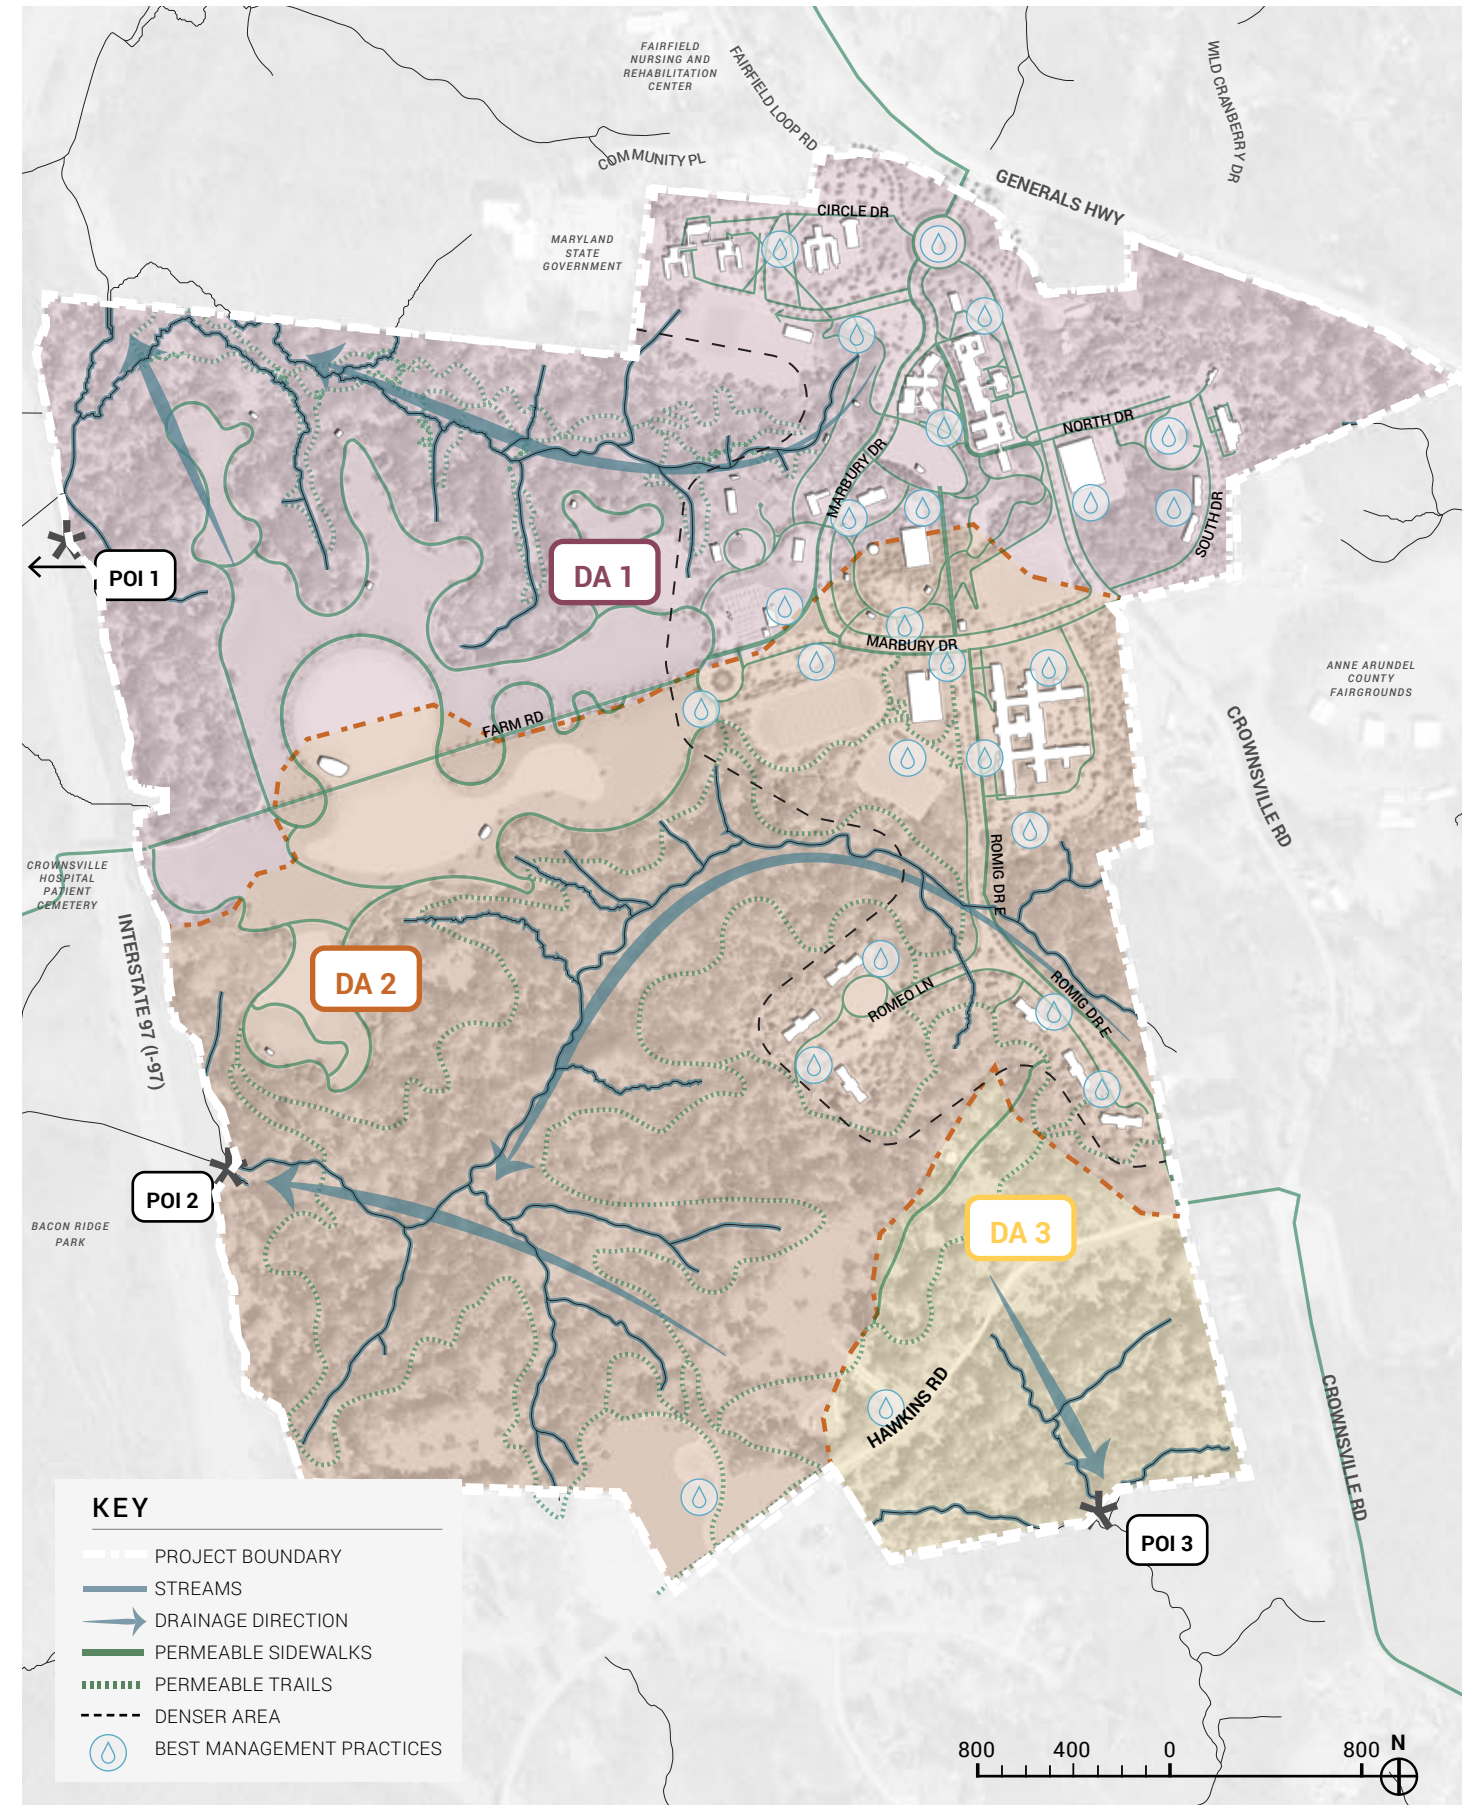 FAIRFIELD
NURSING AND
REHABILITATION
CENTER
FAIRFIELD LOOP RD
WILD CRANBERRY DR
COMMUNITY PL
GENERALS HWY
CIRCLE DR
MARYLAND
STATE
GOVERNMENT
NORTH DR
MARBURY DR
SOUTH DR
POI 1
DA 1
MARBURY DR
ANNE ARUNDEL
COUNTY
FAIRGROUNDS
FARM RD
CROWNSVILLE RD
CROWNSVILLE
HOSPITAL
PATIENT
CEMETERY
ROMIG DR E
INTERSTATE 97 (I-97)
DA 2
ROMEO LN
ROMIG DR E
POI 2
BACON RIDGE
PARK
DA 3
HAWKINS RD
CROWNSVILLE RD
POI 3
KEY
PROJECT BOUNDARY
STREAMS
DRAINAGE DIRECTION
PERMEABLE SIDEWALKS
PERMEABLE TRAILS
DENSER AREA
BEST MANAGEMENT PRACTICES
800 400 0 800 N